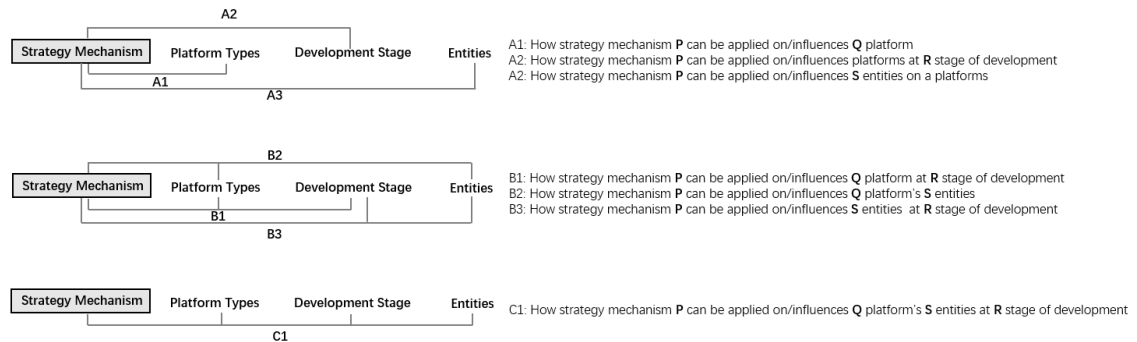 A2
Strategy Mechanism Platform Types Development Stage Entities
A1
A3
A1: How strategy mechanism P can be applied on/influences Q platform
A2: How strategy mechanism P can be applied on/influences platforms at R stage of development
A2: How strategy mechanism P can be applied on/influences S entities on a platforms
B2
Strategy Mechanism Platform Types Development Stage Entities
B1
B3
B1: How strategy mechanism P can be applied on/influences Q platform at R stage of development
B2: How strategy mechanism P can be applied on/influences Q platform's S entities
B3: How strategy mechanism P can be applied on/influences S entities at R stage of development
Strategy Mechanism Platform Types Development Stage Entities
C1
C1: How strategy mechanism P can be applied on/influences Q platform's S entities at R stage of development